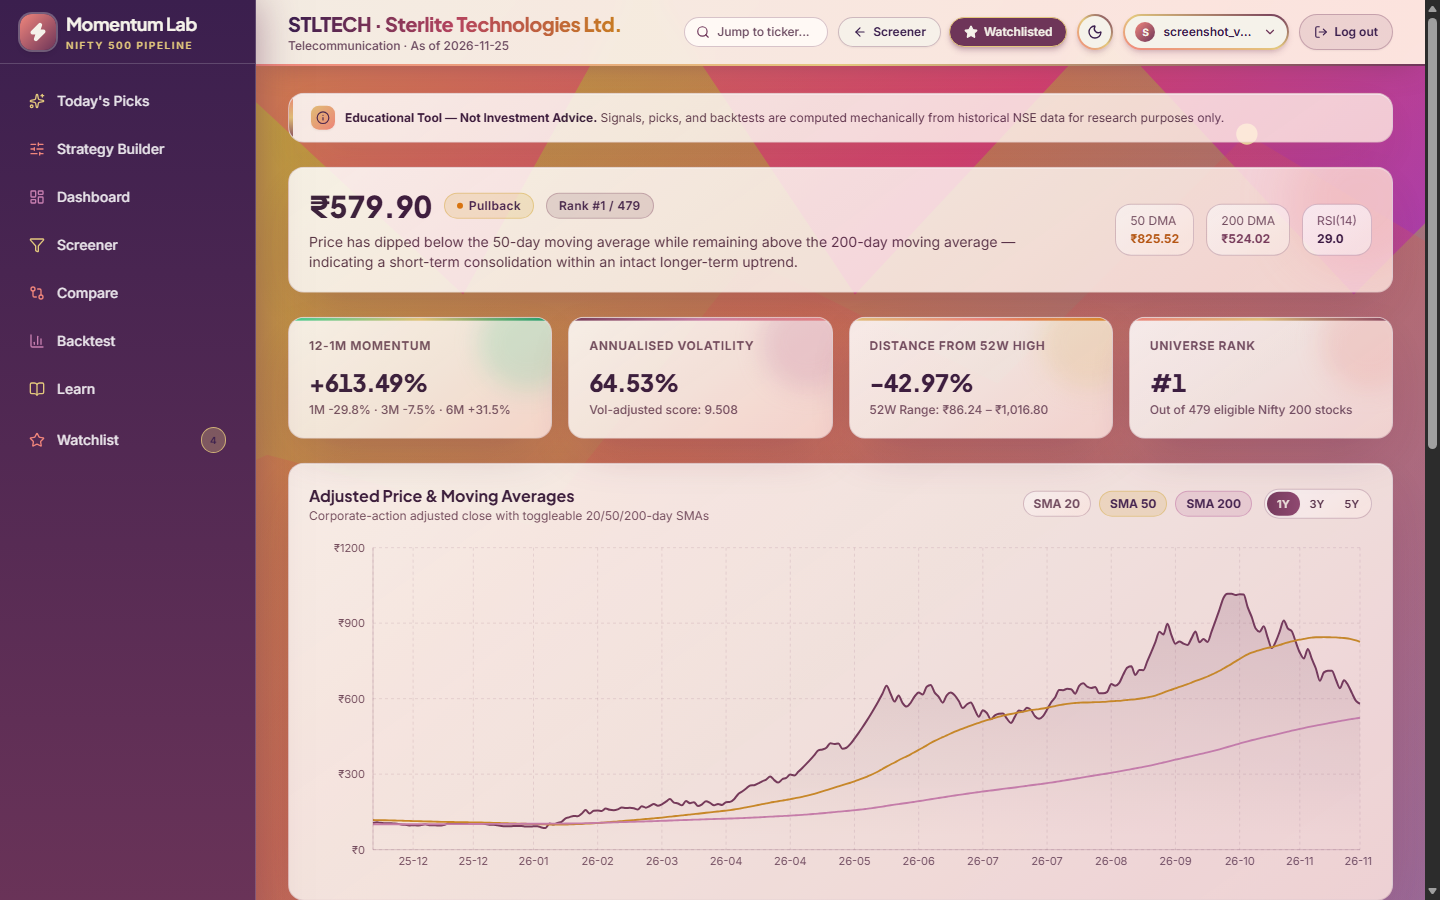 Momentum Lab
NIFTY 500 PIPELINE
Today's Picks
Strategy Builder
Dashboard
Screener
Compare
Backtest
Learn
Watchlist
4
STLTECH · Sterlite Technologies Ltd.
Telecommunication · As of 2026-11-25
Jump to ticker...
Screener
Watchlisted
S
screenshot_v...
Log out
Educational Tool — Not Investment Advice. Signals, picks, and backtests are computed mechanically from historical NSE data for research purposes only.
₹579.90
Pullback
Rank #1 / 479
Price has dipped below the 50-day moving average while remaining above the 200-day moving average —
indicating a short-term consolidation within an intact longer-term uptrend.
50 DMA
₹825.52
200 DMA
₹524.02
RSI(14)
29.0
12-1M MOMENTUM
+613.49%
1M -29.8% · 3M -7.5% · 6M +31.5%
ANNUALISED VOLATILITY
64.53%
Vol-adjusted score: 9.508
DISTANCE FROM 52W HIGH
-42.97%
52W Range: ₹86.24 – ₹1,016.80
UNIVERSE RANK
#1
Out of 479 eligible Nifty 200 stocks
Adjusted Price & Moving Averages
Corporate-action adjusted close with toggleable 20/50/200-day SMAs
SMA 20
SMA 50
SMA 200
1Y
3Y
5Y
₹1200
₹900
₹600
₹300
₹0
25-12
25-12
26-01
26-02
26-03
26-04
26-04
26-05
26-06
26-07
26-07
26-08
26-09
26-10
26-11
26-11